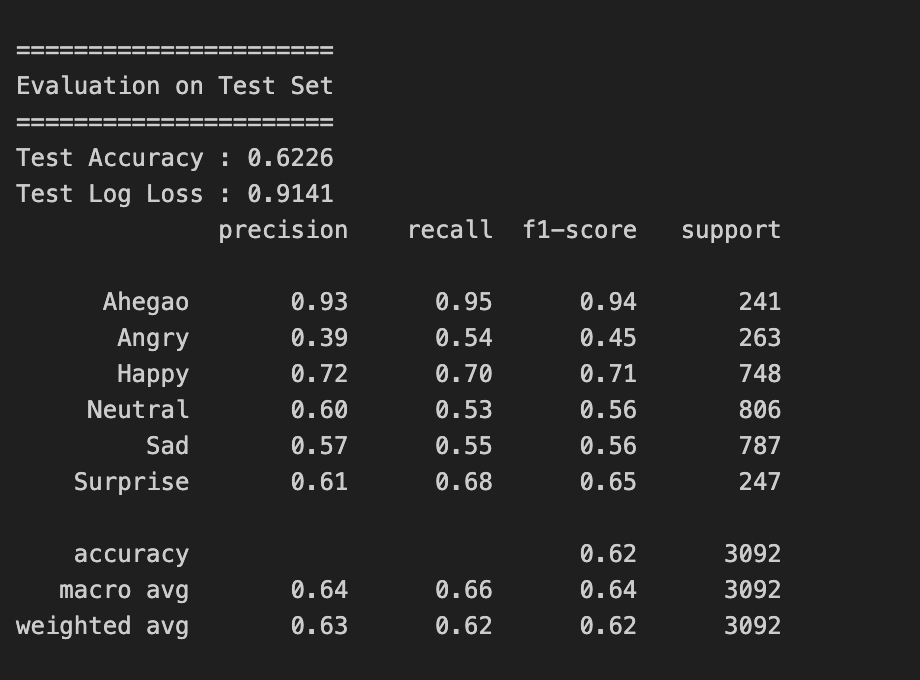 ======================
Evaluation on Test Set
======================
Test Accuracy : 0.6226
Test Log Loss : 0.9141
              precision    recall  f1-score   support

      Ahegao       0.93      0.95      0.94       241
       Angry       0.39      0.54      0.45       263
       Happy       0.72      0.70      0.71       748
     Neutral       0.60      0.53      0.56       806
         Sad       0.57      0.55      0.56       787
    Surprise       0.61      0.68      0.65       247

    accuracy                           0.62      3092
   macro avg       0.64      0.66      0.64      3092
weighted avg       0.63      0.62      0.62      3092